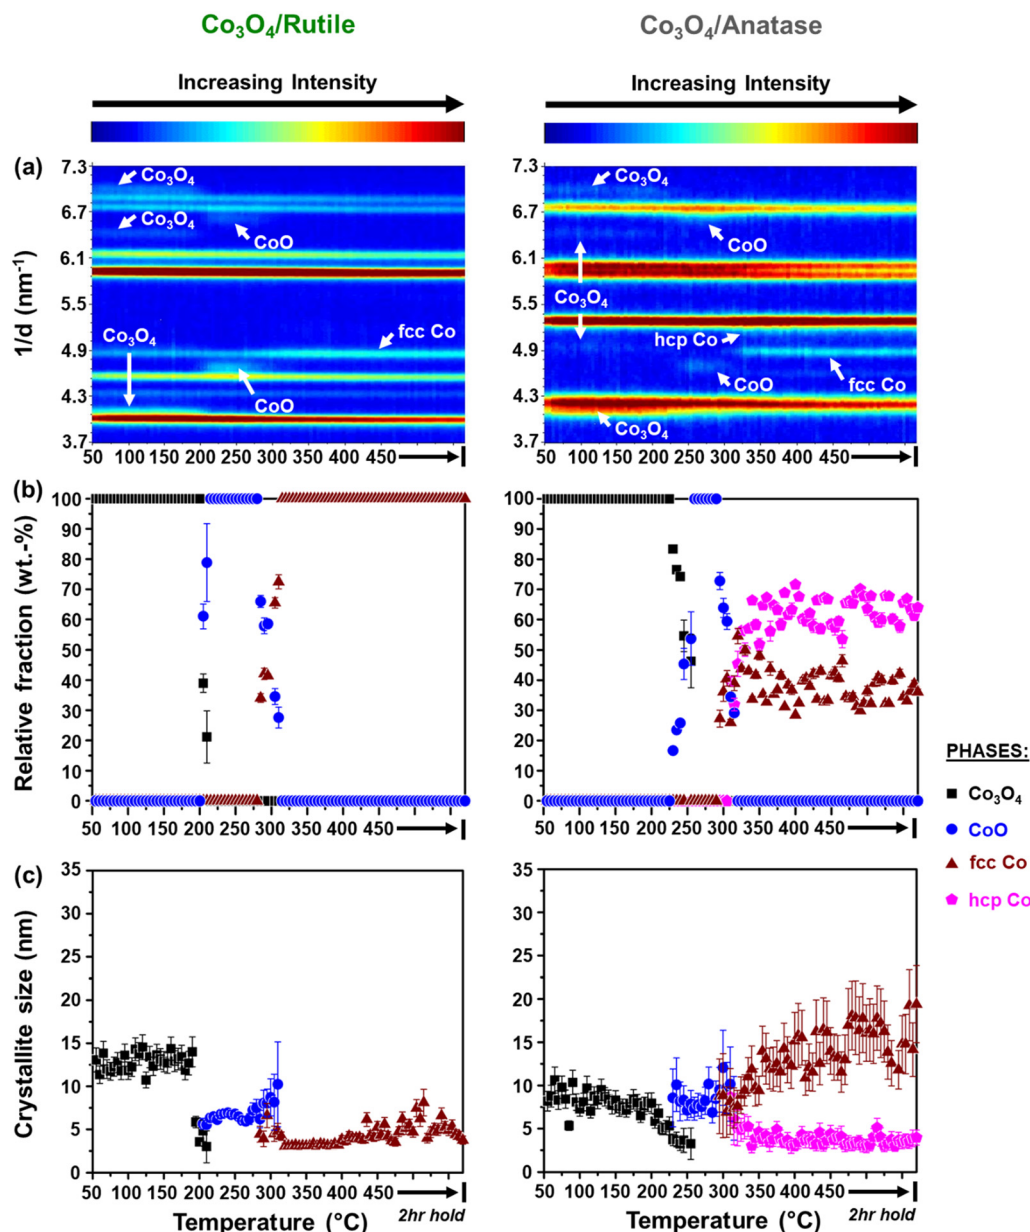 Co₃O₄/Rutile
Co₃O₄/Anatase
Increasing Intensity
Increasing Intensity
(a)
7.3
6.7
6.1
5.5
4.9
4.3
3.7
1/d (nm⁻¹)
Co₃O₄
Co₃O₄
CoO
Co₃O₄
fcc Co
CoO
50 100 150 200 250 300 350 400 450
7.3
6.7
6.1
5.5
4.9
4.3
3.7
Co₃O₄
CoO
Co₃O₄
hcp Co
CoO
fcc Co
Co₃O₄
50 100 150 200 250 300 350 400 450
(b)
100
90
80
70
60
50
40
30
20
10
0
Relative fraction (wt.-%)
50 100 150 200 250 300 350 400 450
100
90
80
70
60
50
40
30
20
10
0
50 100 150 200 250 300 350 400 450
PHASES:
Co₃O₄
CoO
fcc Co
hcp Co
(c)
35
30
25
20
15
10
5
0
Crystallite size (nm)
50 100 150 200 250 300 350 400 450
Temperature (°C)
2hr hold
35
30
25
20
15
10
5
0
50 100 150 200 250 300 350 400 450
Temperature (°C)
2hr hold